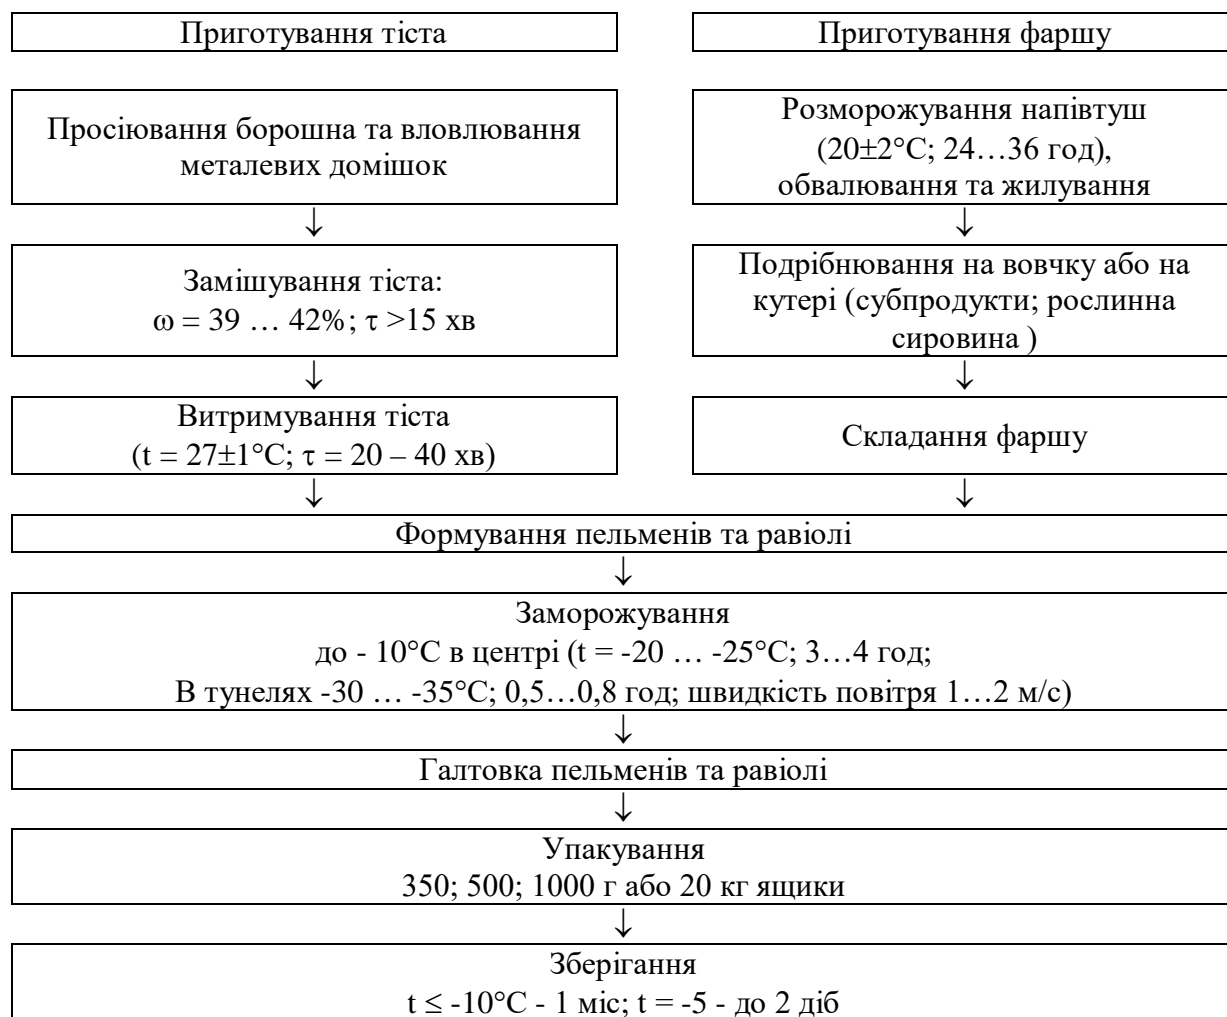 Приготування тіста
Приготування фаршу
Просіювання борошна та вловлювання
металевих домішок
Розморожування напівтуш
(20±2°С; 24…36 год),
обвалювання та жилування
↓
↓
Замішування тіста:
ω = 39 … 42%; τ >15 хв
Подрібнювання на вовчку або на
кутері (субпродукти; рослинна
сировина )
↓
↓
Витримування тіста
(t = 27±1°С; τ = 20 – 40 хв)
Складання фаршу
↓
↓
Формування пельменів та равіолі
↓
Заморожування
до - 10°С в центрі (t = -20 … -25°С; 3…4 год;
В тунелях -30 … -35°С; 0,5…0,8 год; швидкість повітря 1…2 м/с)
↓
Галтовка пельменів та равіолі
↓
Упакування
350; 500; 1000 г або 20 кг ящики
↓
Зберігання
t ≤ -10°С - 1 міс; t = -5 - до 2 діб